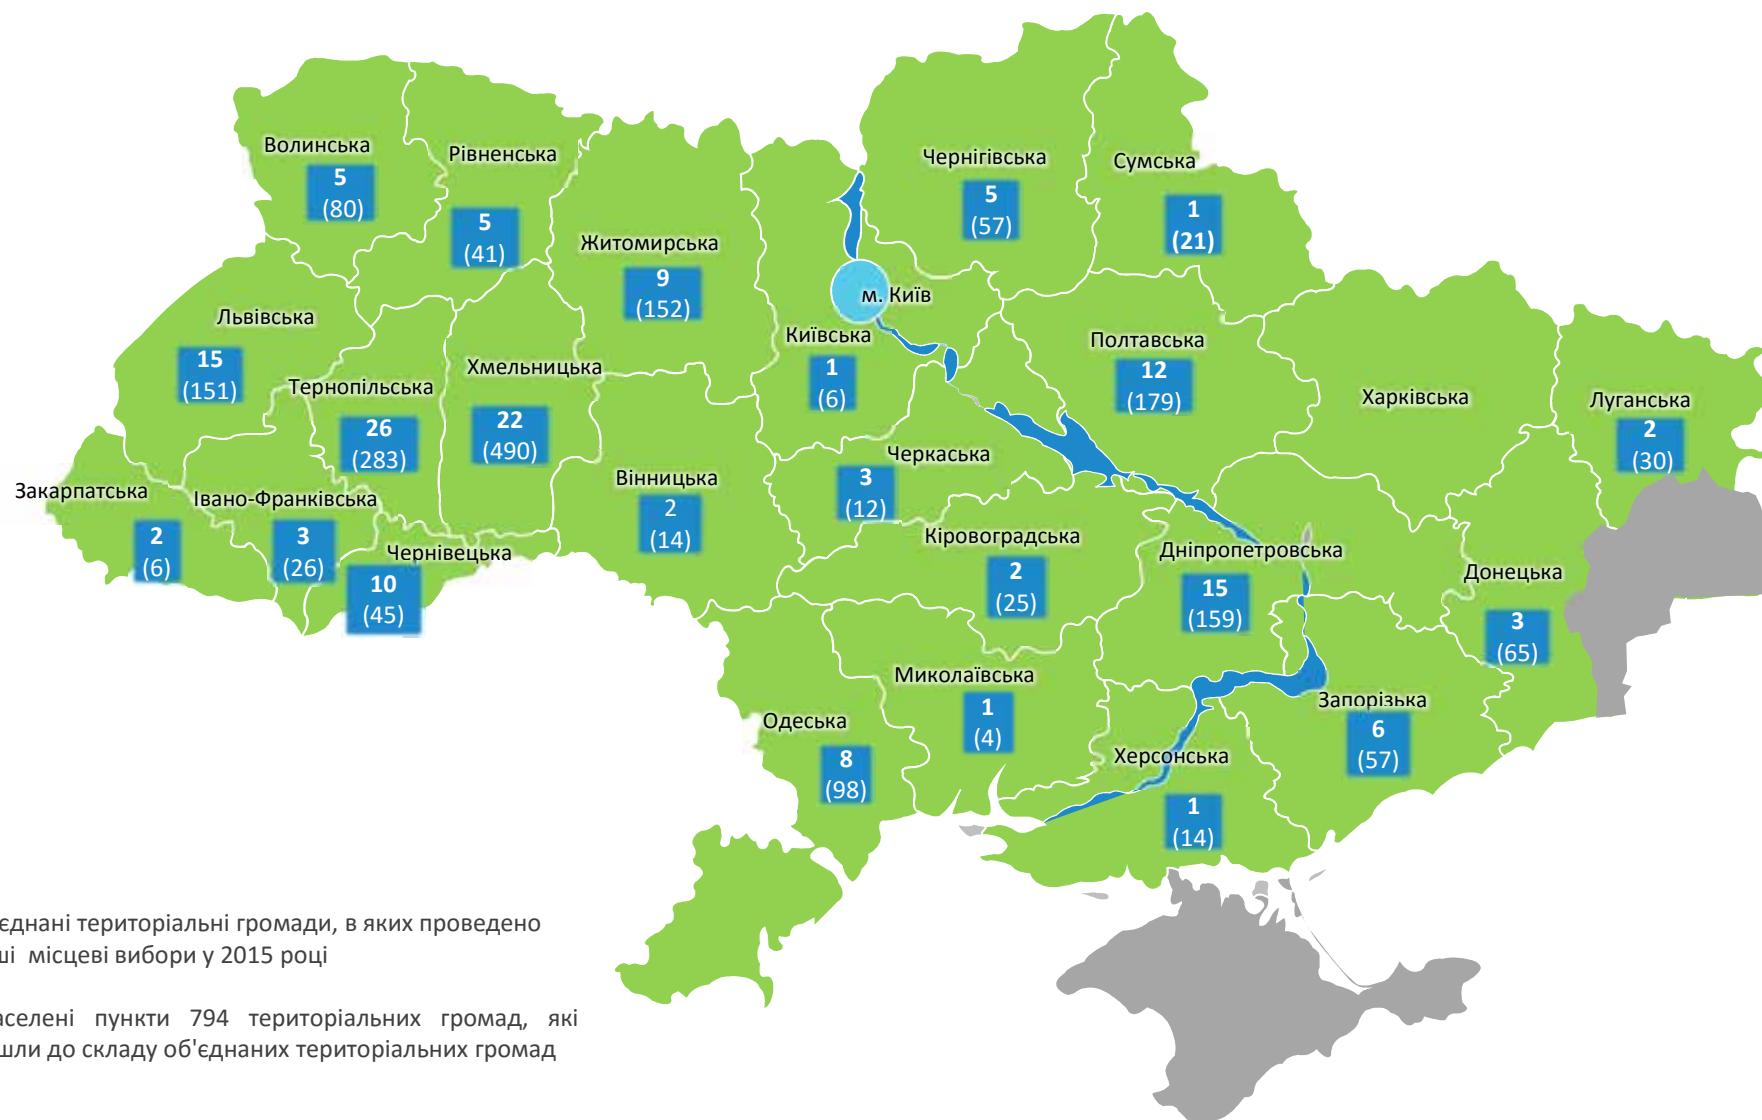 Волинська
5
(80)
Рівненська
5
(41)
Житомирська
9
(152)
Чернігівська
5
(57)
Сумська
1
(21)
м. Київ
Київська
1
(6)
Львівська
15
(151)
Тернопільська
26
(283)
Хмельницька
22
(490)
Полтавська
12
(179)
Харківська
Луганська
2
(30)
Закарпатська
2
(6)
Івано-Франківська
3
(26)
Чернівецька
10
(45)
Вінницька
2
(14)
Черкаська
3
(12)
Кіровоградська
2
(25)
Дніпропетровська
15
(159)
Донецька
3
(65)
Одеська
8
(98)
Миколаївська
1
(4)
Херсонська
1
(14)
Запорізька
6
(57)
єднані територіальні громади, в яких проведено
ші місцеві вибори у 2015 році
аселені пункти 794 територіальних громад, які
шли до складу об'єднаних територіальних громад